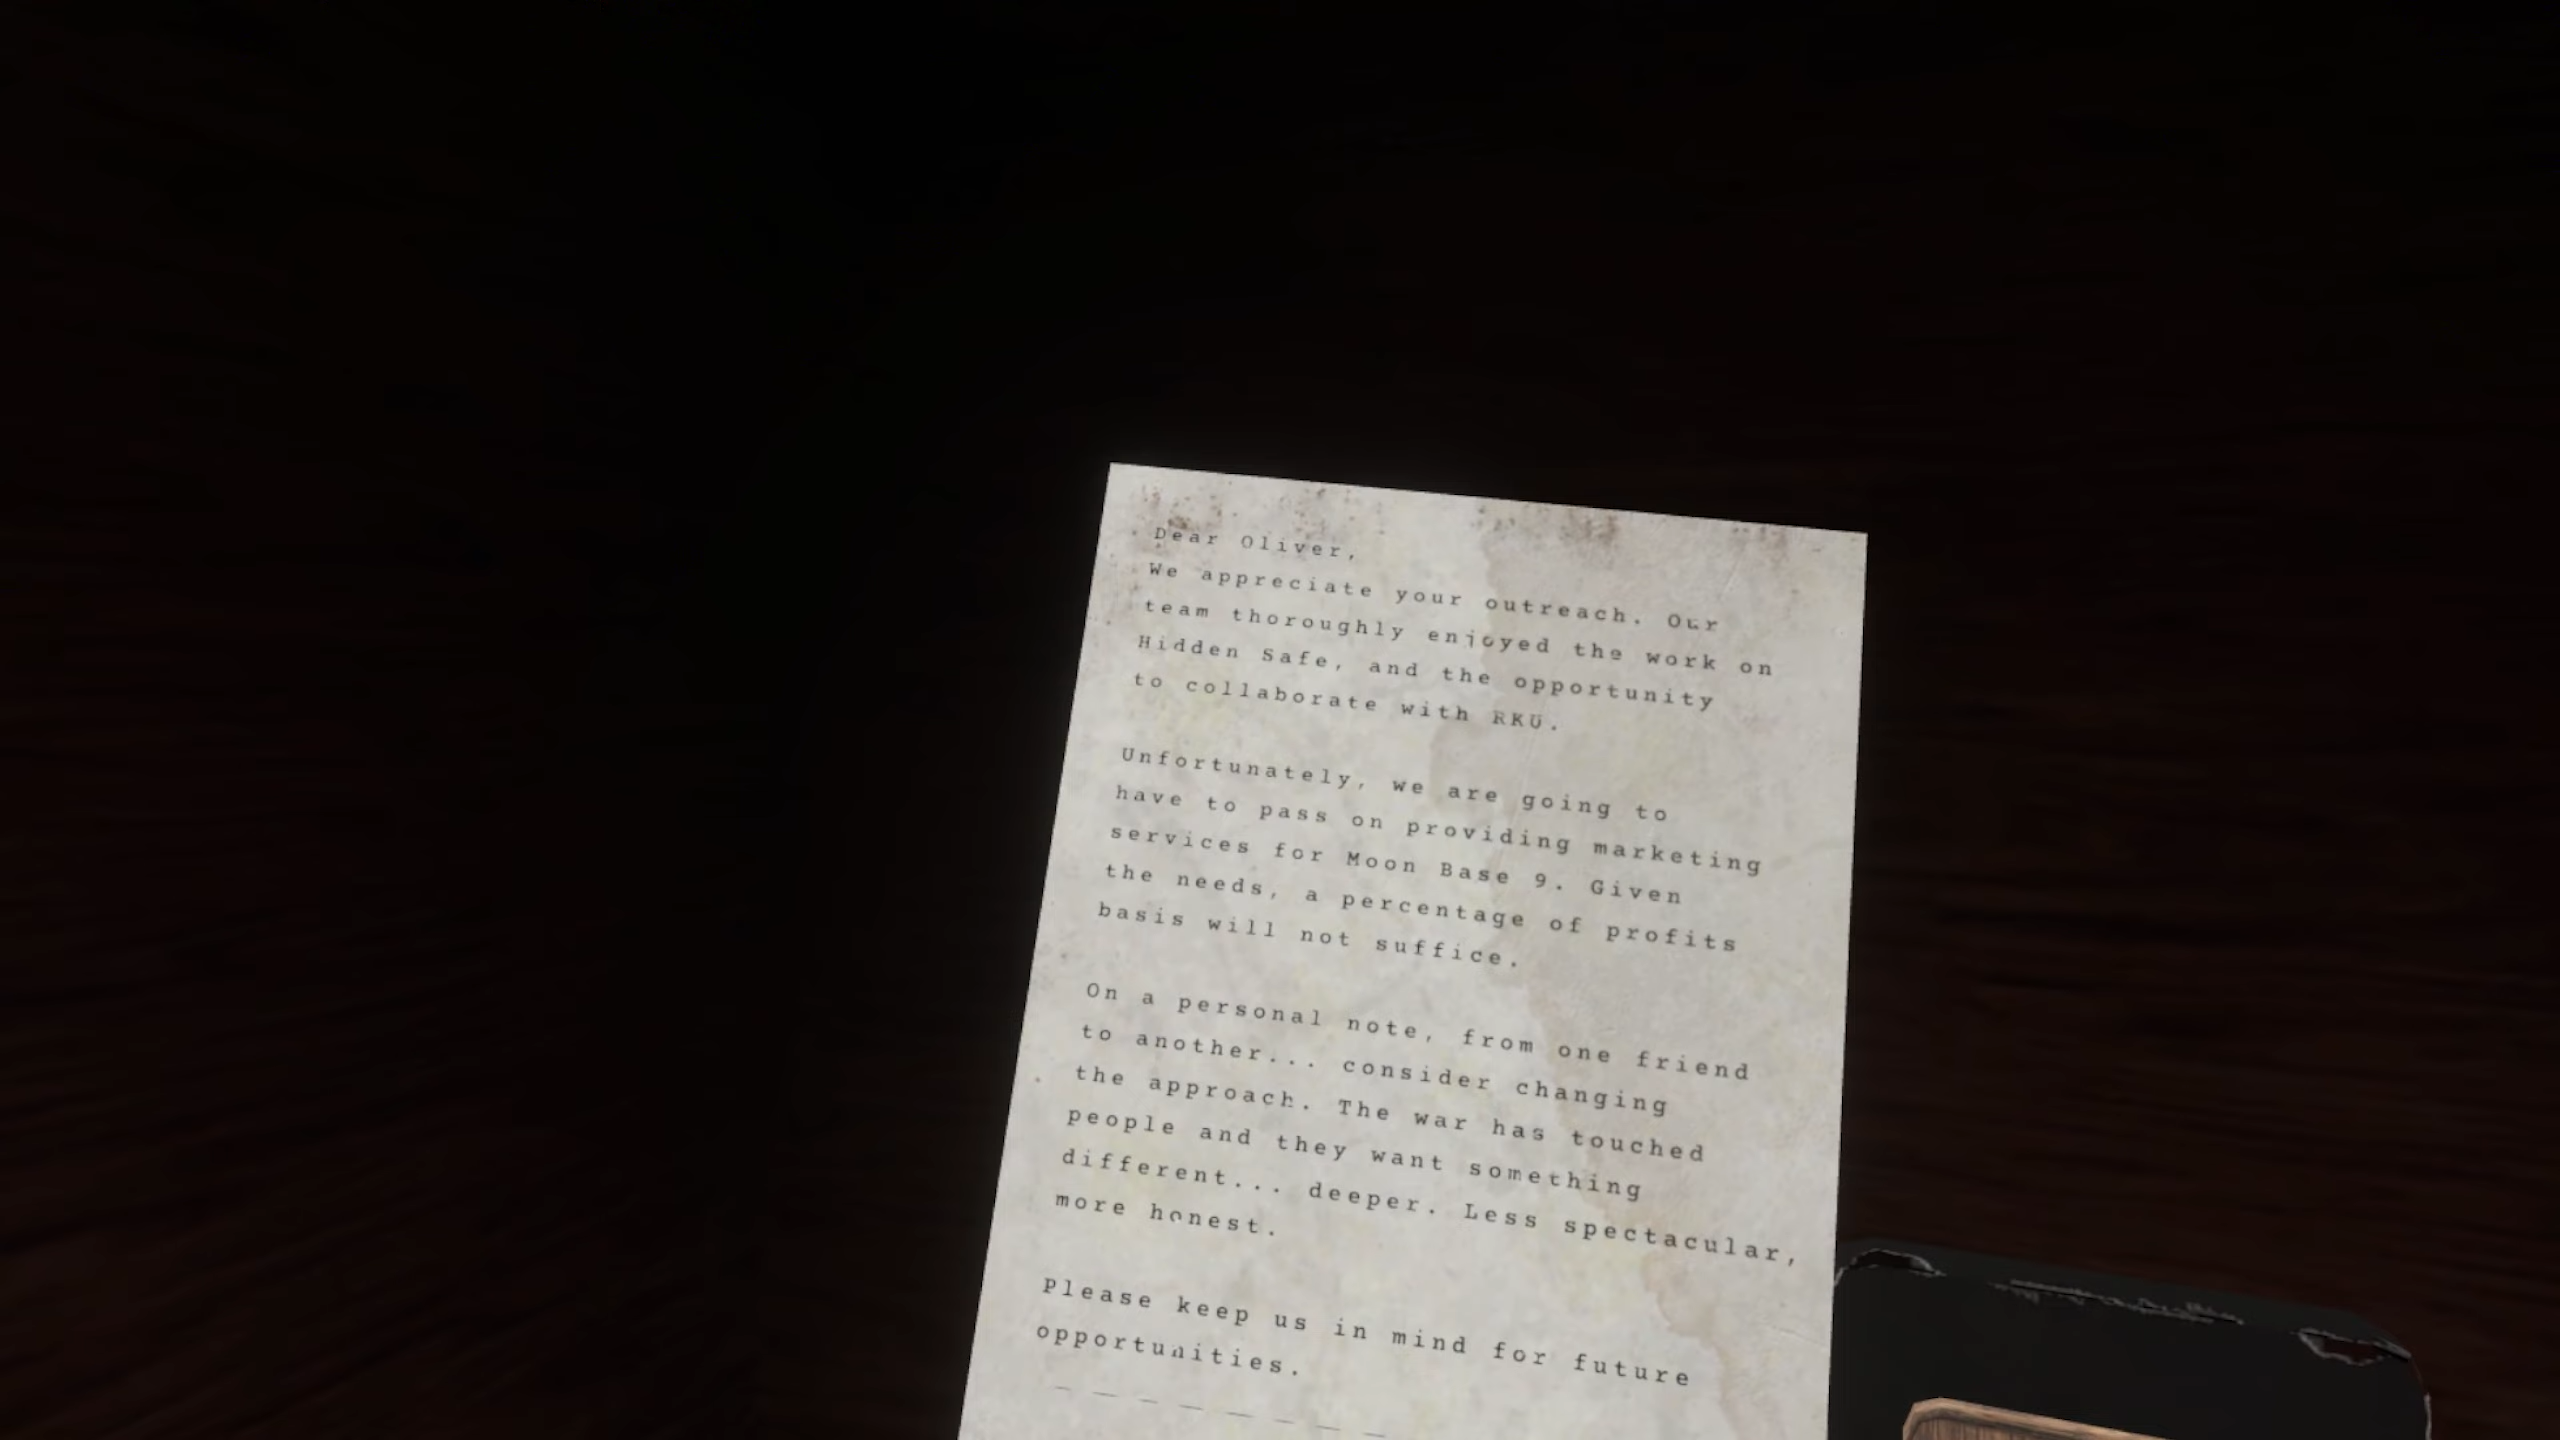 Dear Oliver,
We appreciate your outreach. Our
team thoroughly enjoyed the work on
Hidden Safe, and the opportunity
to collaborate with RKU.
Unfortunately, we are going to
have to pass on providing marketing
services for Moon Base 9. Given
the needs, a percentage of profits
basis will not suffice.
On a personal note, from one friend
to another... consider changing
the approach. The war has touched
people and they want something
different... deeper. Less spectacular,
more honest.
Please keep us in mind for future
opportunities.